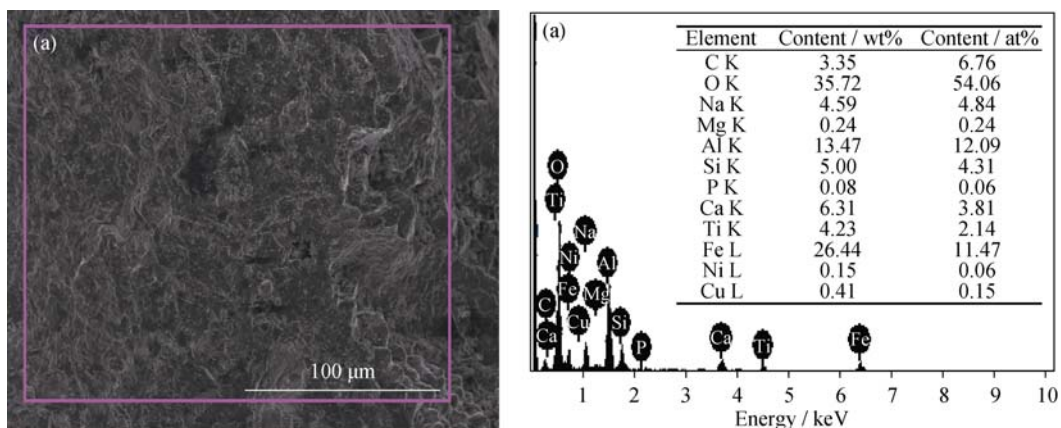 (a)
100 μm
(a)
Element Content / wt% Content / at%
C K 3.35 6.76
O K 35.72 54.06
Na K 4.59 4.84
Mg K 0.24 0.24
Al K 13.47 12.09
Si K 5.00 4.31
P K 0.08 0.06
Ca K 6.31 3.81
Ti K 4.23 2.14
Fe L 26.44 11.47
Ni L 0.15 0.06
Cu L 0.41 0.15
O
Ti
Na
Ni
Al
Fe
Mg
C
Cu
Si
Ca
P
Ca
Ti
Fe
1 2 3 4 5 6 7 8 9 10
Energy / keV